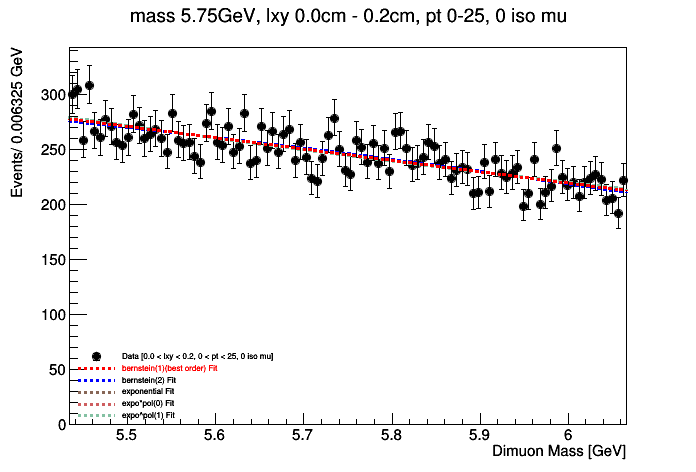 mass 5.75GeV, lxy 0.0cm - 0.2cm, pt 0-25, 0 iso mu
Events/ 0.006325 GeV
300
250
200
150
100
50
0
Data [0.0 < lxy < 0.2, 0 < pt < 25, 0 iso mu]
bernstein(1)(best order) Fit
bernstein(2) Fit
exponential Fit
expo*pol(0) Fit
expo*pol(1) Fit
5.5 5.6 5.7 5.8 5.9 6
Dimuon Mass [GeV]